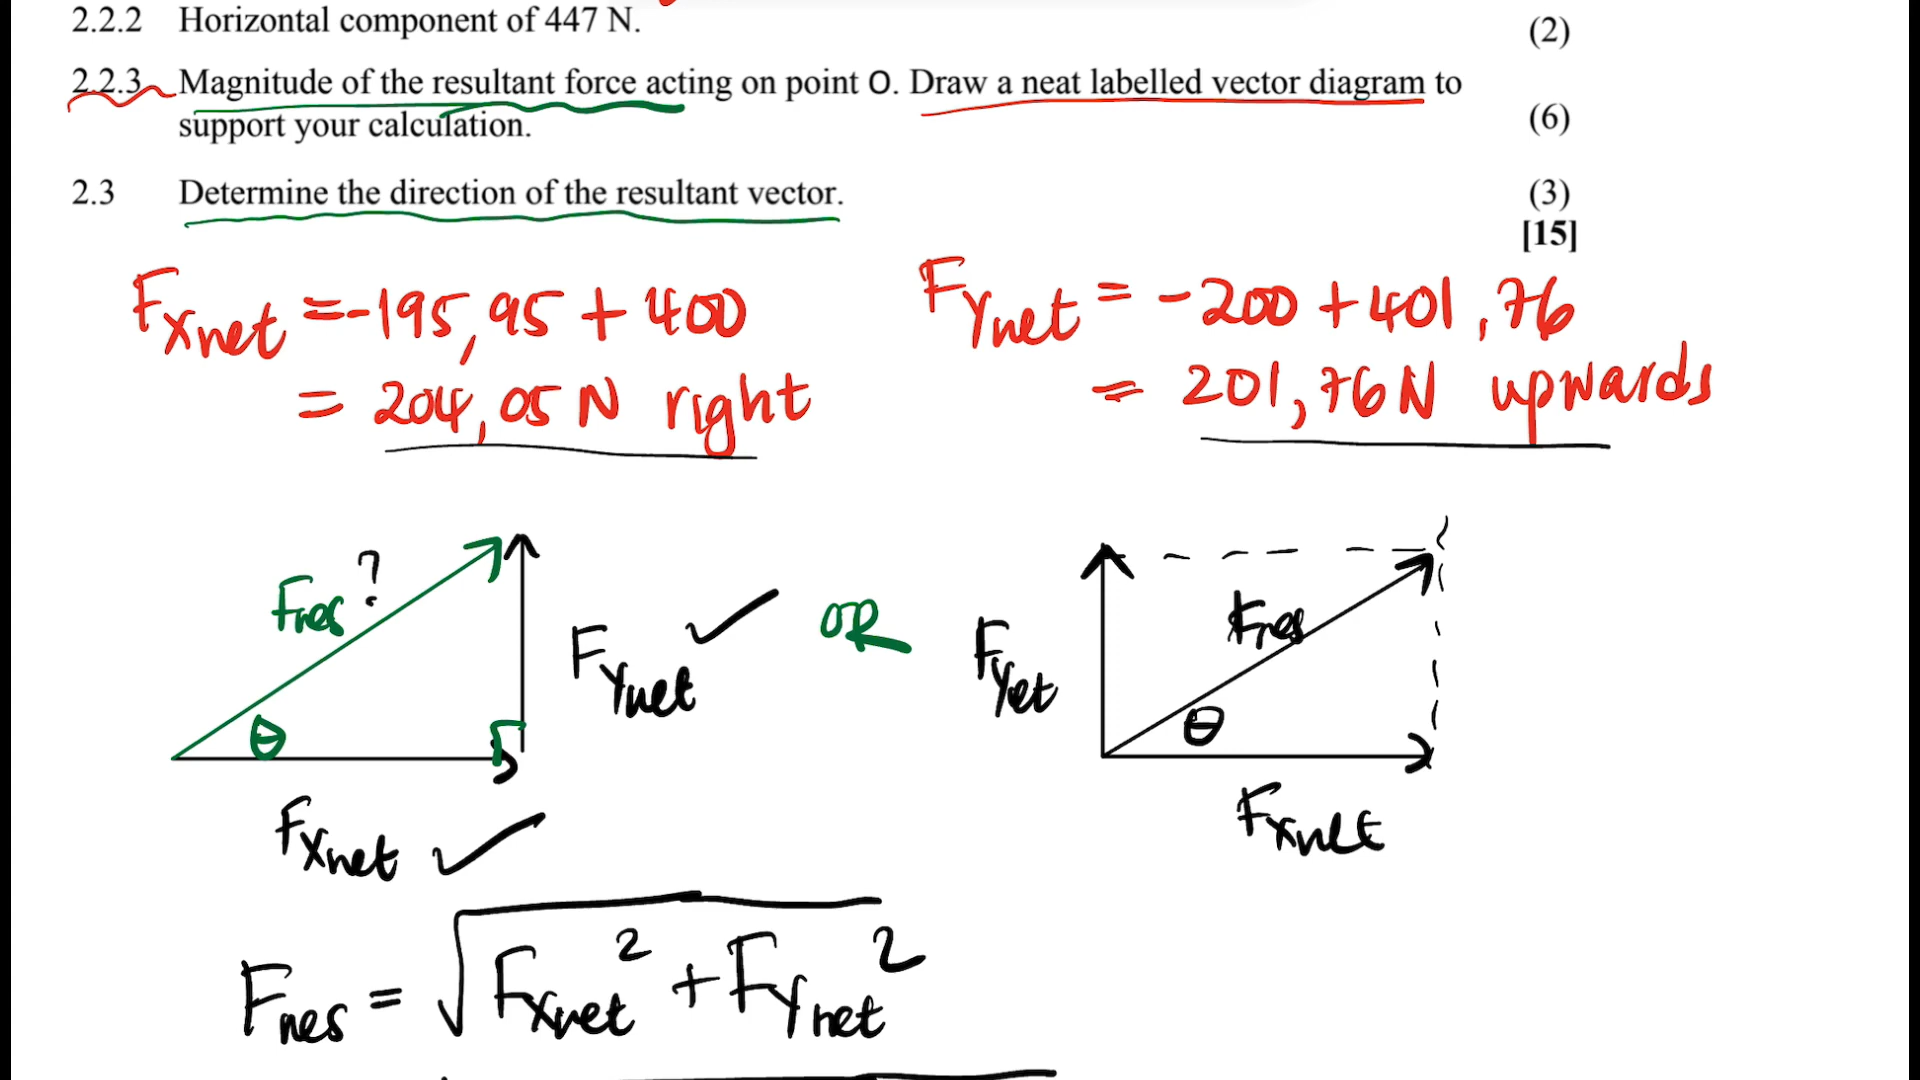 2.2.2 Horizontal component of 447 N. (2)
2.2.3 Magnitude of the resultant force acting on point O. Draw a neat labelled vector diagram to
support your calculation. (6)
2.3 Determine the direction of the resultant vector. (3)
[15]
Fxnet = -195,95 + 400
= 204,05 N right
FYnet = -200 + 401,76
= 201,76 N upwards
Fres ?
θ
FYnet ✓
Fxnet ✓
OR
Fyet
Fres
θ
Fxnet
Fres = √Fxnet² + FYnet²